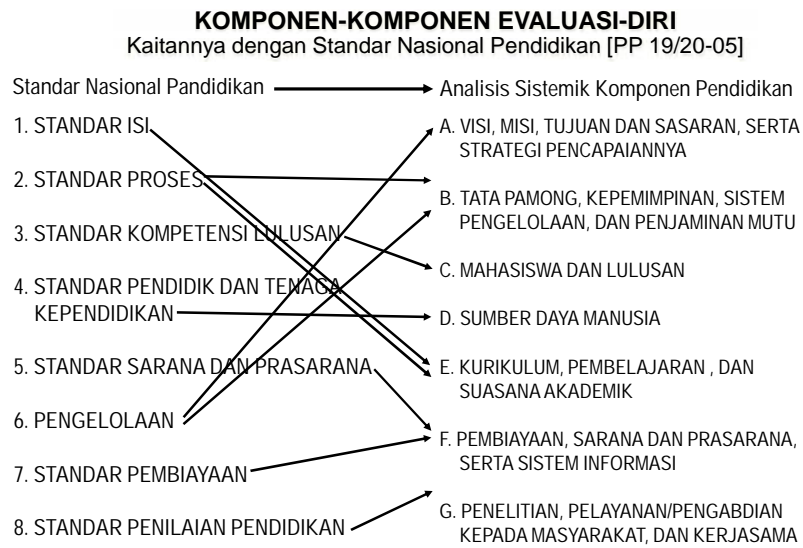 KOMPONEN-KOMPONEN EVALUASI-DIRI
Kaitannya dengan Standar Nasional Pendidikan [PP 19/20-05]
Standar Nasional Pandidikan
1. STANDAR ISI
2. STANDAR PROSES
3. STANDAR KOMPETENSI LULUSAN
4. STANDAR PENDIDIK DAN TENAGA
KEPENDIDIKAN
5. STANDAR SARANA DAN PRASARANA
6. PENGELOLAAN
7. STANDAR PEMBIAYAAN
8. STANDAR PENILAIAN PENDIDIKAN
Analisis Sistemik Komponen Pendidikan
A. VISI, MISI, TUJUAN DAN SASARAN, SERTA
STRATEGI PENCAPAIANNYA
B. TATA PAMONG, KEPEMIMPINAN, SISTEM
PENGELOLAAN, DAN PENJAMINAN MUTU
C. MAHASISWA DAN LULUSAN
D. SUMBER DAYA MANUSIA
E. KURIKULUM, PEMBELAJARAN , DAN
SUASANA AKADEMIK
F. PEMBIAYAAN, SARANA DAN PRASARANA,
SERTA SISTEM INFORMASI
G. PENELITIAN, PELAYANAN/PENGABDIAN
KEPADA MASYARAKAT, DAN KERJASAMA